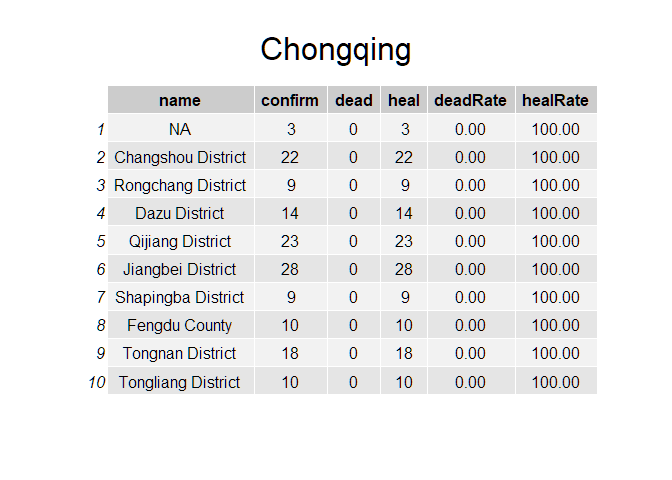 Chongqing
name confirm dead heal deadRate healRate
1 NA 3 0 3 0.00 100.00
2 Changshou District 22 0 22 0.00 100.00
3 Rongchang District 9 0 9 0.00 100.00
4 Dazu District 14 0 14 0.00 100.00
5 Qijiang District 23 0 23 0.00 100.00
6 Jiangbei District 28 0 28 0.00 100.00
7 Shapingba District 9 0 9 0.00 100.00
8 Fengdu County 10 0 10 0.00 100.00
9 Tongnan District 18 0 18 0.00 100.00
10 Tongliang District 10 0 10 0.00 100.00